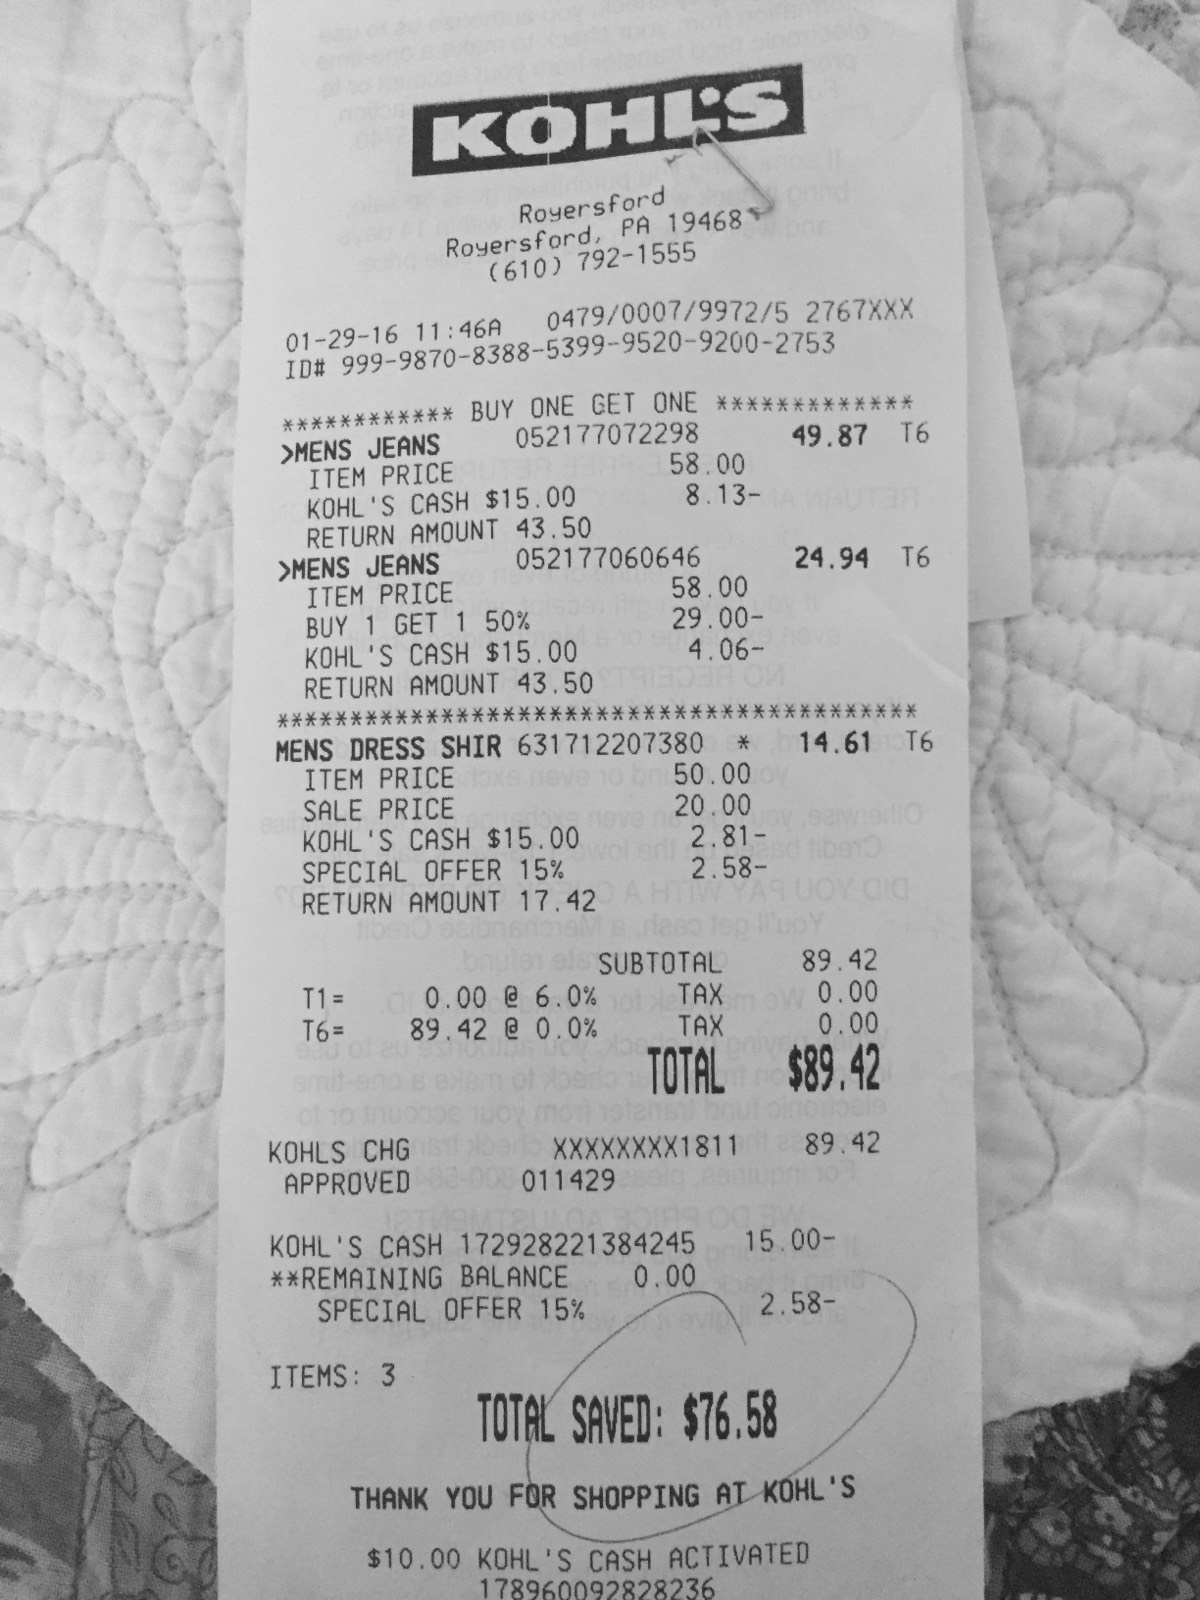 KOHL'S
Royersford
Royersford, PA 19468
(610) 792-1555
01-29-16 11:46A 0479/0007/9972/5 2767XXX
ID# 999-9870-8388-5399-9520-9200-2753
************ BUY ONE GET ONE *************
>MENS JEANS 052177072298 49.87 T6
ITEM PRICE 58.00
KOHL'S CASH $15.00 8.13-
RETURN AMOUNT 43.50
>MENS JEANS 052177060646 24.94 T6
ITEM PRICE 58.00
BUY 1 GET 1 50% 29.00-
KOHL'S CASH $15.00 4.06-
RETURN AMOUNT 43.50
******************************************
MENS DRESS SHIR 631712207380 * 14.61 T6
ITEM PRICE 50.00
SALE PRICE 20.00
KOHL'S CASH $15.00 2.81-
SPECIAL OFFER 15% 2.58-
RETURN AMOUNT 17.42
SUBTOTAL 89.42
T1= 0.00 @ 6.0% TAX 0.00
T6= 89.42 @ 0.0% TAX 0.00
TOTAL $89.42
KOHLS CHG XXXXXXXX1811 89.42
APPROVED 011429
KOHL'S CASH 172928221384245 15.00-
**REMAINING BALANCE 0.00
SPECIAL OFFER 15% 2.58-
ITEMS: 3
TOTAL SAVED: $76.58
THANK YOU FOR SHOPPING AT KOHL'S
$10.00 KOHL'S CASH ACTIVATED
178960092828236